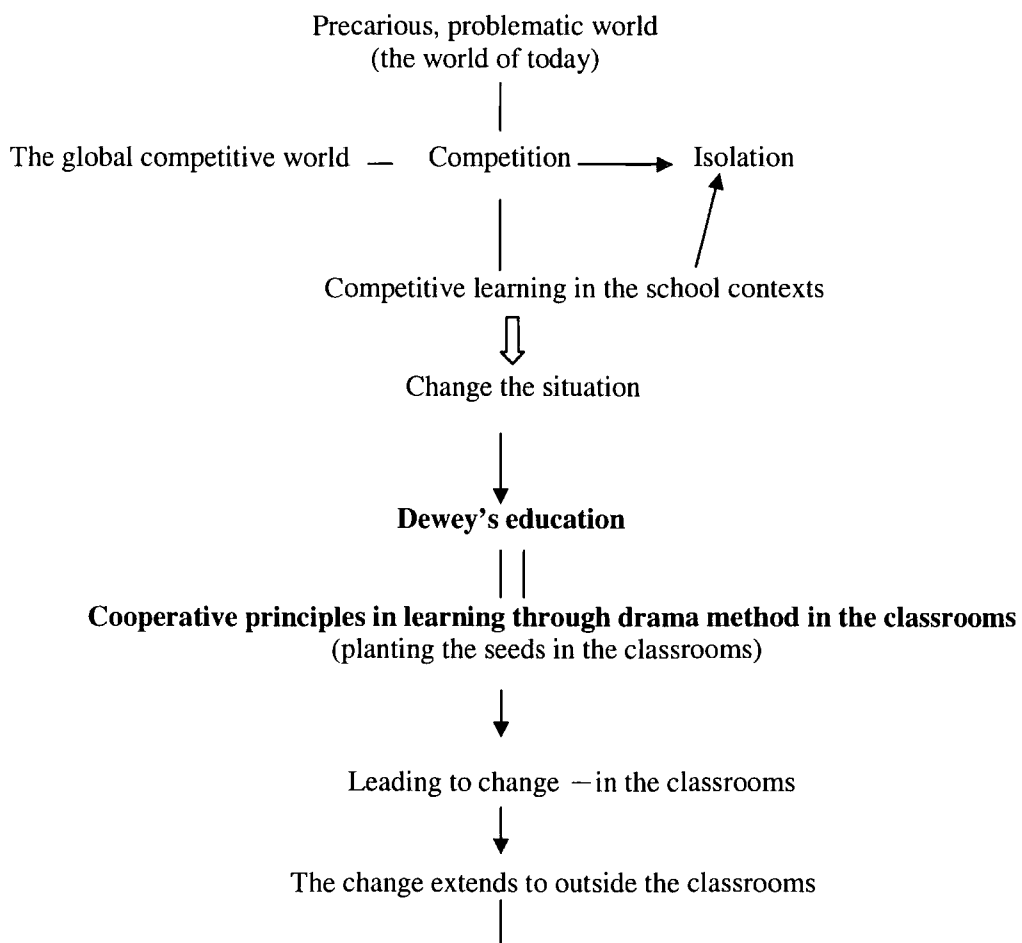 Precarious, problematic world
(the world of today)
The global competitive world – Competition Isolation
Competitive learning in the school contexts
Change the situation
Dewey's education
Cooperative principles in learning through drama method in the classrooms
(planting the seeds in the classrooms)
Leading to change – in the classrooms
The change extends to outside the classrooms